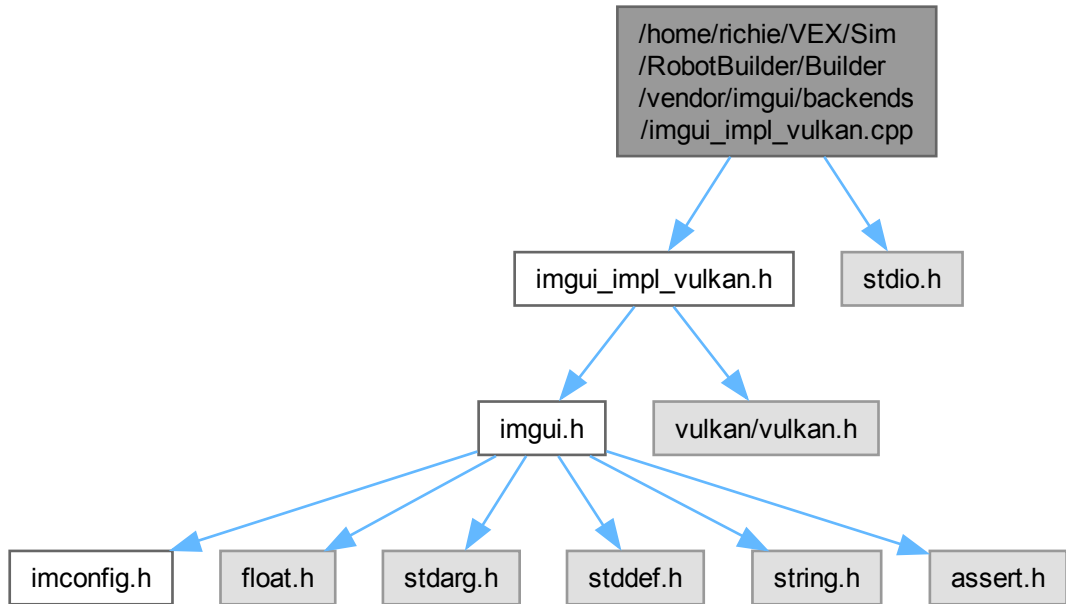 /home/richie/VEX/Sim
/RobotBuilder/Builder
/vendor/imgui/backends
/imgui_impl_vulkan.cpp
imgui_impl_vulkan.h
stdio.h
imgui.h
vulkan/vulkan.h
imconfig.h
float.h
stdarg.h
stddef.h
string.h
assert.h